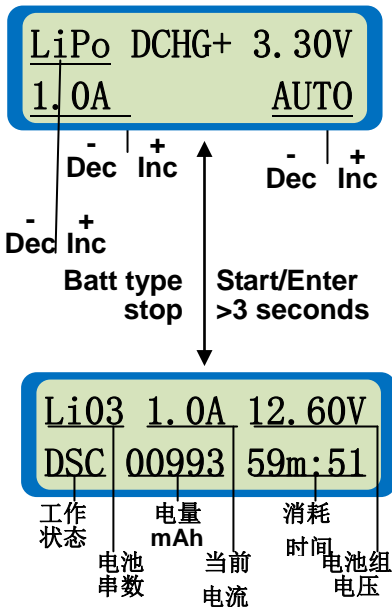 LiPo DCHG+ 3.30V
1.0A AUTO
- +
Dec Inc
- +
Dec Inc
- +
Dec Inc
Batt type Start/Enter
stop >3 seconds
LiO3 1.0A 12.60V
DSC 00993 59m:51
工作 电量 消耗
状态 mAh 时间
电池 当前 电池组
串数 电流 电压